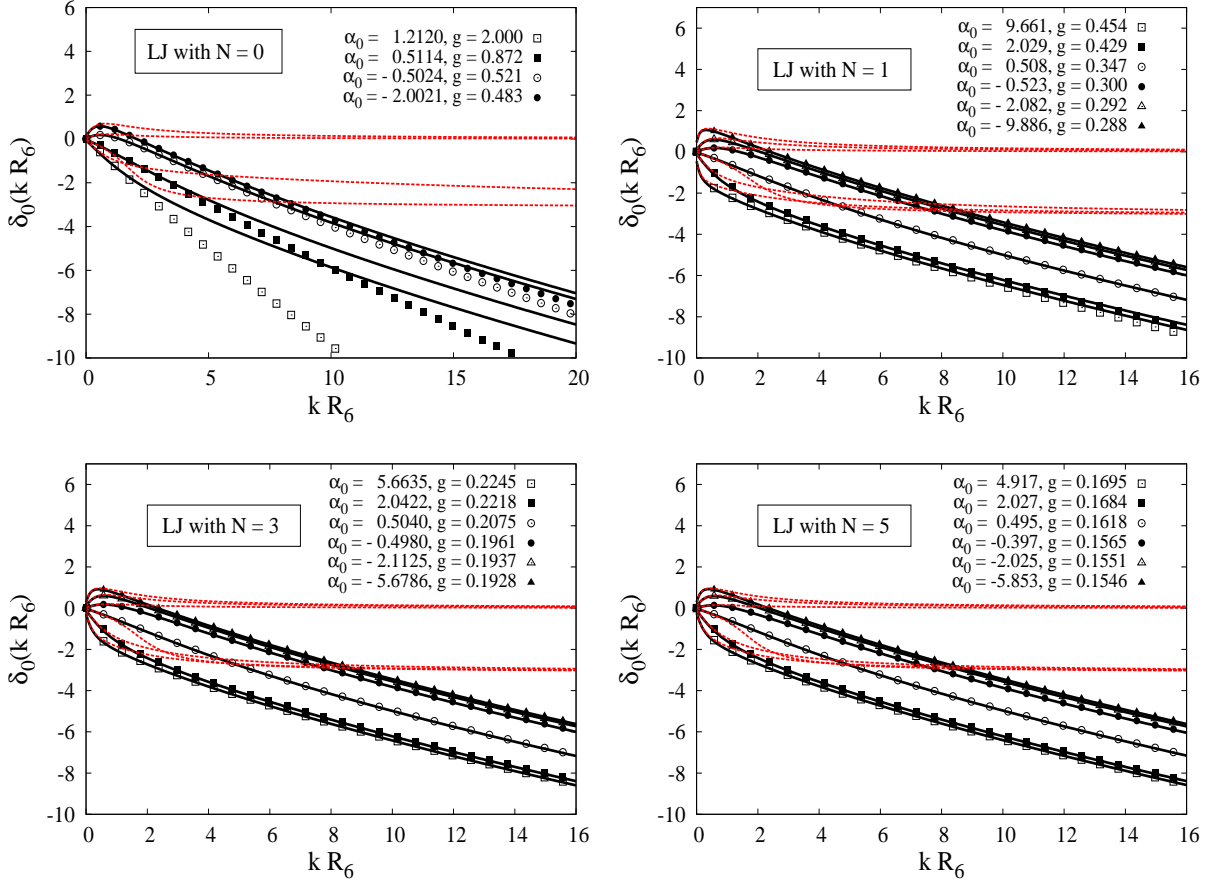 LJ with N = 0
α0 = 1.2120, g = 2.000
α0 = 0.5114, g = 0.872
α0 = - 0.5024, g = 0.521
α0 = - 2.0021, g = 0.483
6
4
2
0
-2
-4
-6
-8
-10
δ0(k R6)
0 5 10 15 20
k R6
LJ with N = 1
α0 = 9.661, g = 0.454
α0 = 2.029, g = 0.429
α0 = 0.508, g = 0.347
α0 = - 0.523, g = 0.300
α0 = - 2.082, g = 0.292
α0 = - 9.886, g = 0.288
6
4
2
0
-2
-4
-6
-8
-10
δ0(k R6)
0 2 4 6 8 10 12 14 16
k R6
LJ with N = 3
α0 = 5.6635, g = 0.2245
α0 = 2.0422, g = 0.2218
α0 = 0.5040, g = 0.2075
α0 = - 0.4980, g = 0.1961
α0 = - 2.1125, g = 0.1937
α0 = - 5.6786, g = 0.1928
6
4
2
0
-2
-4
-6
-8
-10
δ0(k R6)
0 2 4 6 8 10 12 14 16
k R6
LJ with N = 5
α0 = 4.917, g = 0.1695
α0 = 2.027, g = 0.1684
α0 = 0.495, g = 0.1618
α0 = -0.397, g = 0.1565
α0 = -2.025, g = 0.1551
α0 = -5.853, g = 0.1546
6
4
2
0
-2
-4
-6
-8
-10
δ0(k R6)
0 2 4 6 8 10 12 14 16
k R6